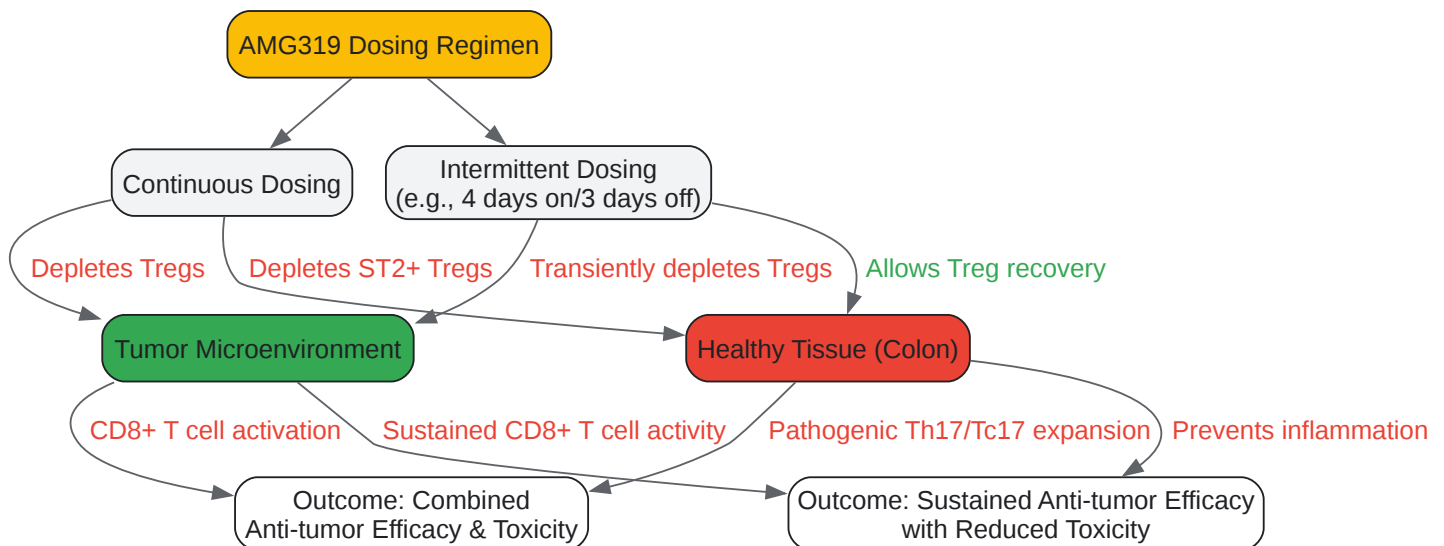 AMG319 Dosing Regimen
Continuous Dosing
Intermittent Dosing
(e.g., 4 days on/3 days off)
Depletes Tregs
Depletes ST2+ Tregs
Transiently depletes Tregs
Allows Treg recovery
Tumor Microenvironment
Healthy Tissue (Colon)
CD8+ T cell activation
Sustained CD8+ T cell activity
Pathogenic Th17/Tc17 expansion
Prevents inflammation
Outcome: Combined
Anti-tumor Efficacy & Toxicity
Outcome: Sustained Anti-tumor Efficacy
with Reduced Toxicity